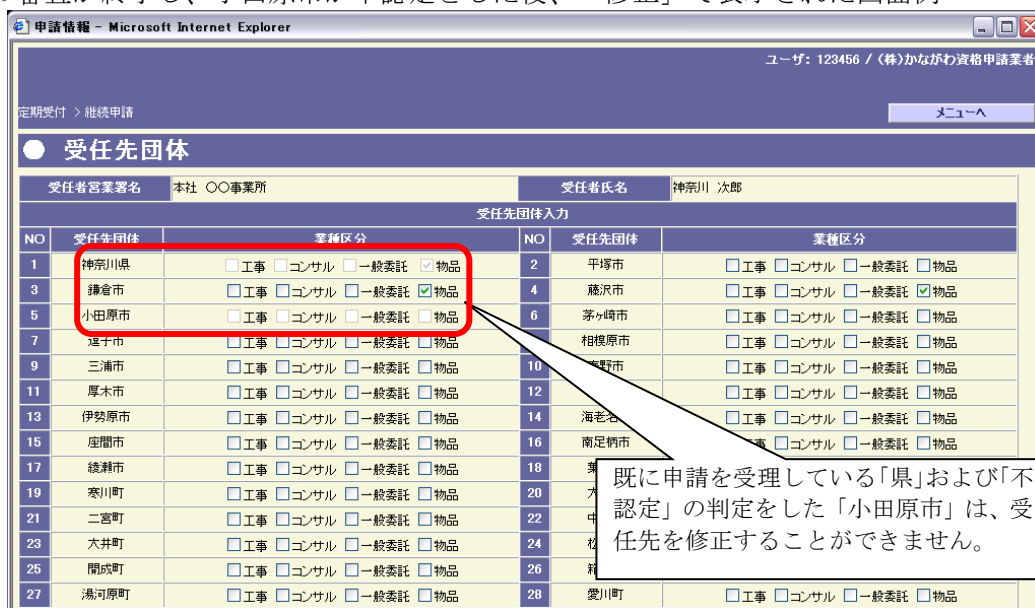 申請情報 - Microsoft Internet Explorer
ユーザ: 123456 / (株)かながわ資格申請業者
定期受付 > 継続申請
メニューへ
● 受任先団体
受任者営業署名 本社 〇〇事業所 受任者氏名 神奈川 次郎
受任先団体入力
NO 受任先団体 業種区分 NO 受任先団体 業種区分
1 神奈川県 工事 コンサル 一般委託 物品 2 平塚市 工事 コンサル 一般委託 物品
3 鎌倉市 工事 コンサル 一般委託 物品 4 藤沢市 工事 コンサル 一般委託 物品
5 小田原市 工事 コンサル 一般委託 物品 6 茅ヶ崎市 工事 コンサル 一般委託 物品
7 逗子市 工事 コンサル 一般委託 物品 相模原市 工事 コンサル 一般委託 物品
9 三浦市 工事 コンサル 一般委託 物品 10 野市 工事 コンサル 一般委託 物品
11 厚木市 工事 コンサル 一般委託 物品 12 工事 コンサル 一般委託 物品
13 伊勢原市 工事 コンサル 一般委託 物品 14 海老名 工事 コンサル 一般委託 物品
15 座間市 工事 コンサル 一般委託 物品 16 南足柄市 工事 コンサル 一般委託 物品
17 綾瀬市 工事 コンサル 一般委託 物品 18
19 寒川町 工事 コンサル 一般委託 物品 20
21 二宮町 工事 コンサル 一般委託 物品 22
23 大井町 工事 コンサル 一般委託 物品 24
25 開成町 工事 コンサル 一般委託 物品 26
27 湯河原町 工事 コンサル 一般委託 物品 28 愛川町 工事 コンサル 一般委託 物品
既に申請を受理している「県」および「不
認定」の判定をした「小田原市」は、受
任先を修正することができません。